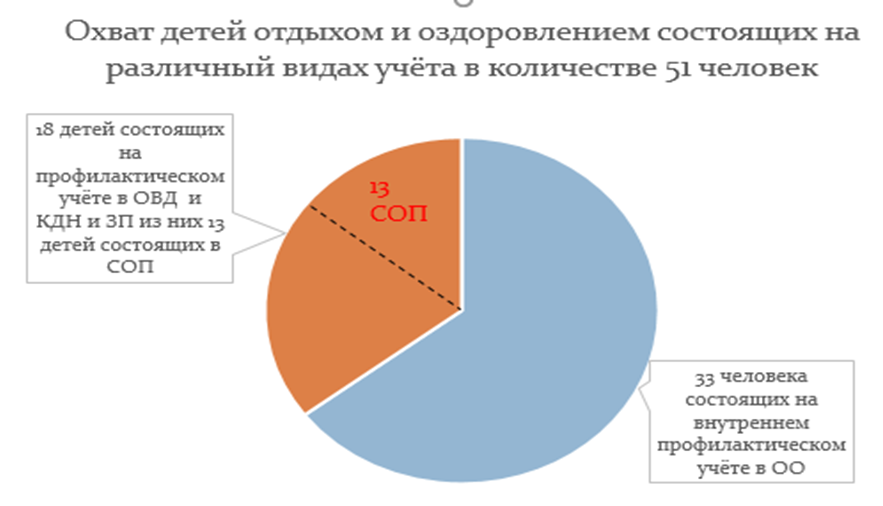 Охват детей отдыхом и оздоровлением состоящих на
различный видах учёта в количестве 51 человек
18 детей состоящих
на
профилактическом
учёте в ОВД и
КДН и ЗП из них 13
детей состоящих в
СОП
13
СОП
33 человека
состоящих на
внутреннем
профилактическом
учёте в ОО